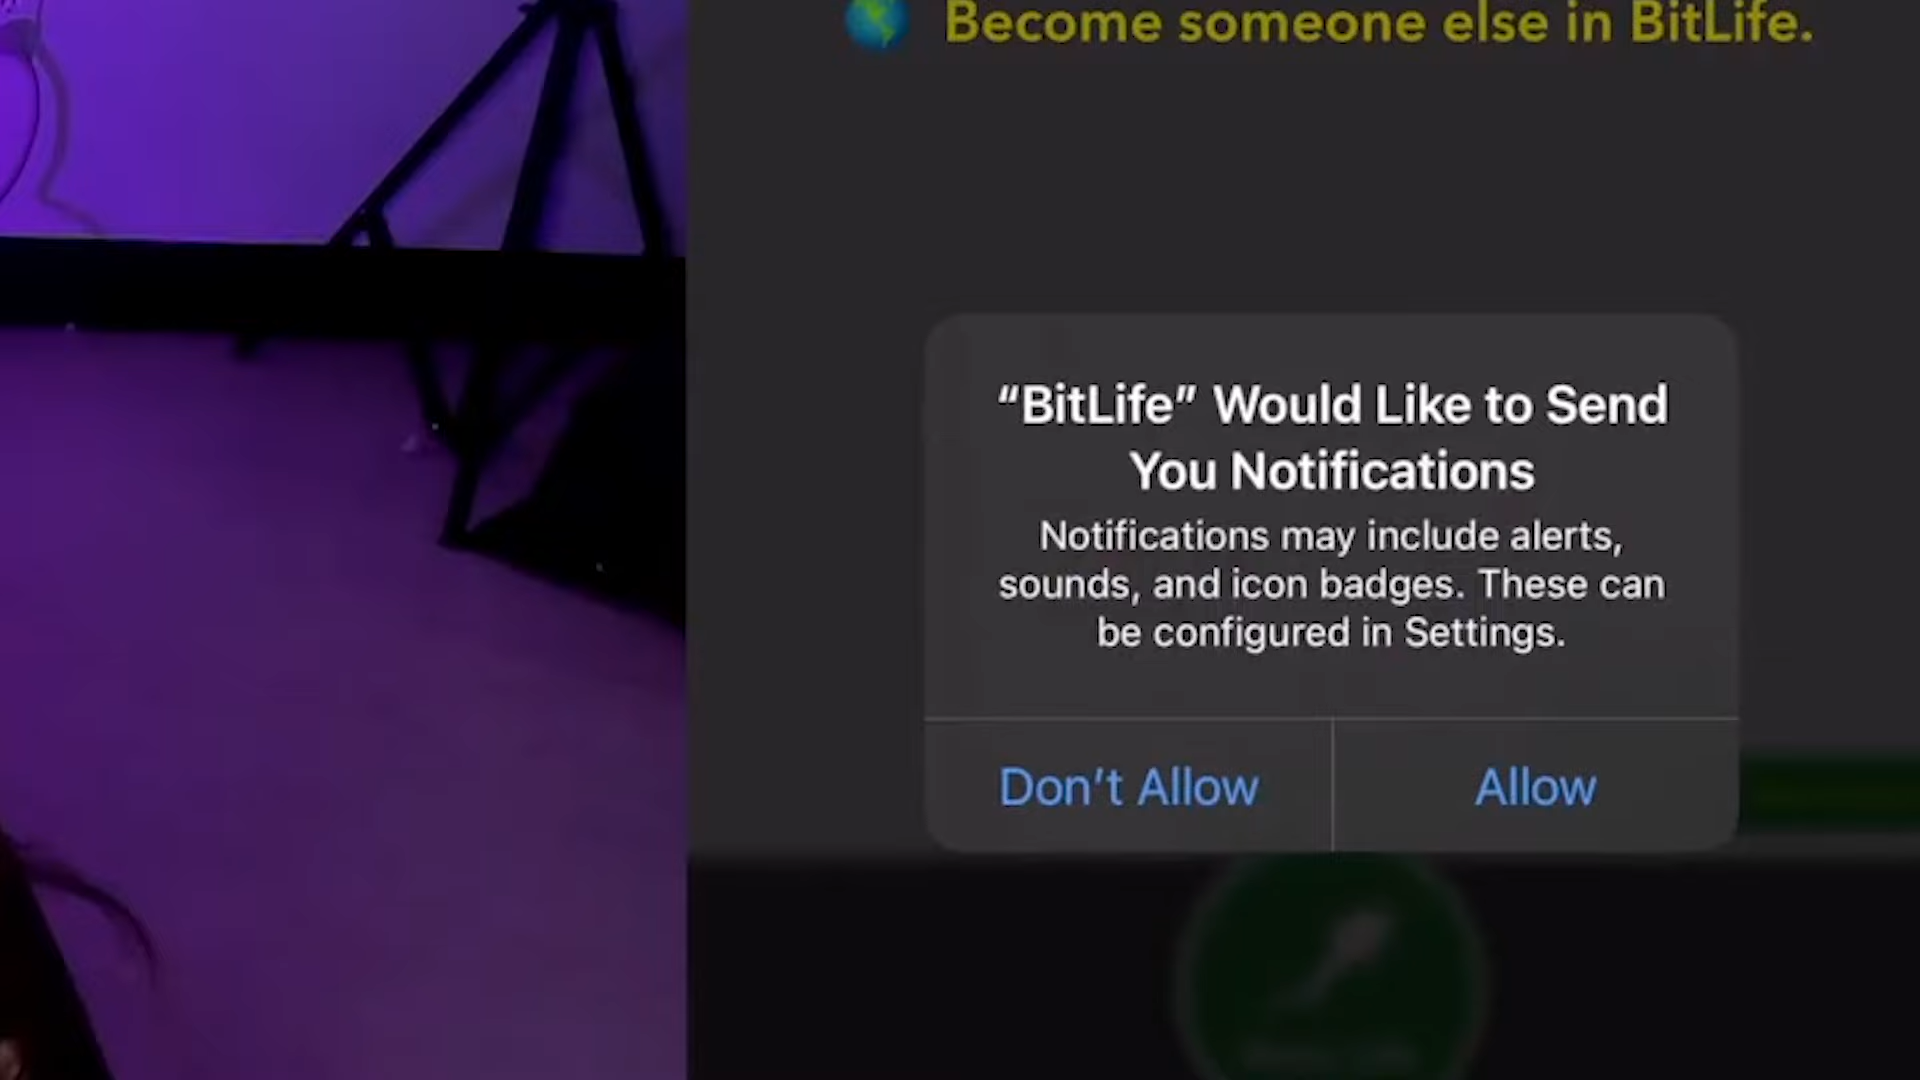 Become someone else in BitLife.
“BitLife” Would Like to Send
You Notifications
Notifications may include alerts,
sounds, and icon badges. These can
be configured in Settings.
Don’t Allow
Allow